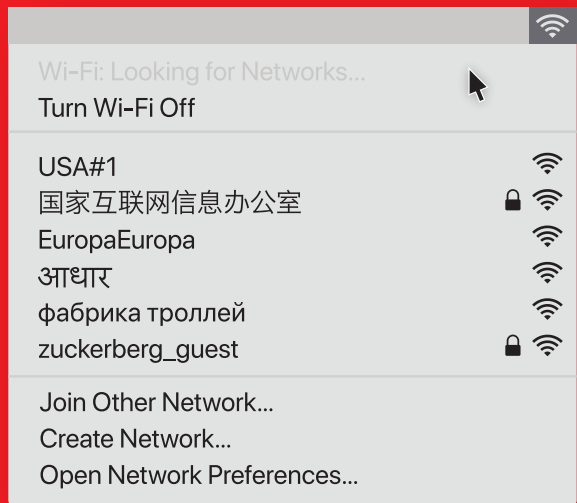 Wi-Fi: Looking for Networks...
Turn Wi-Fi Off
USA#1
国家互联网信息办公室
EuropaEuropa
आधार
фабрика троллей
zuckerberg_guest
Join Other Network...
Create Network...
Open Network Preferences...